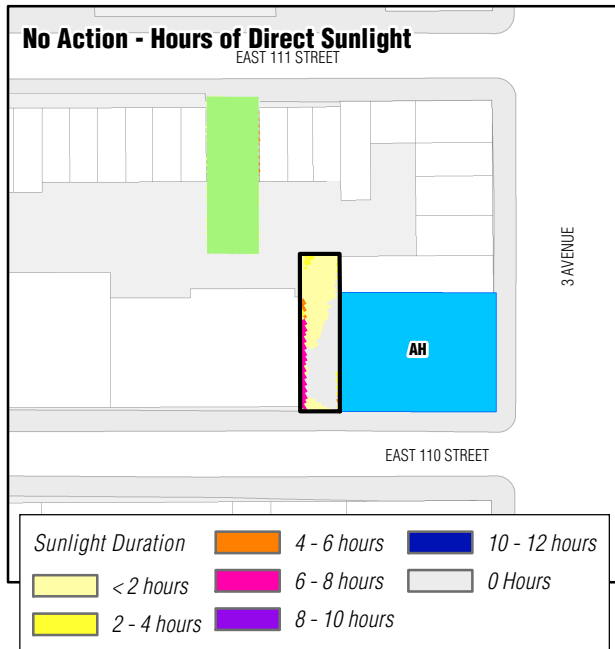 No Action - Hours of Direct Sunlight
EAST 111 STREET
3 AVENUE
AH
EAST 110 STREET
Sunlight Duration
< 2 hours
2 - 4 hours
4 - 6 hours
6 - 8 hours
8 - 10 hours
10 - 12 hours
0 Hours